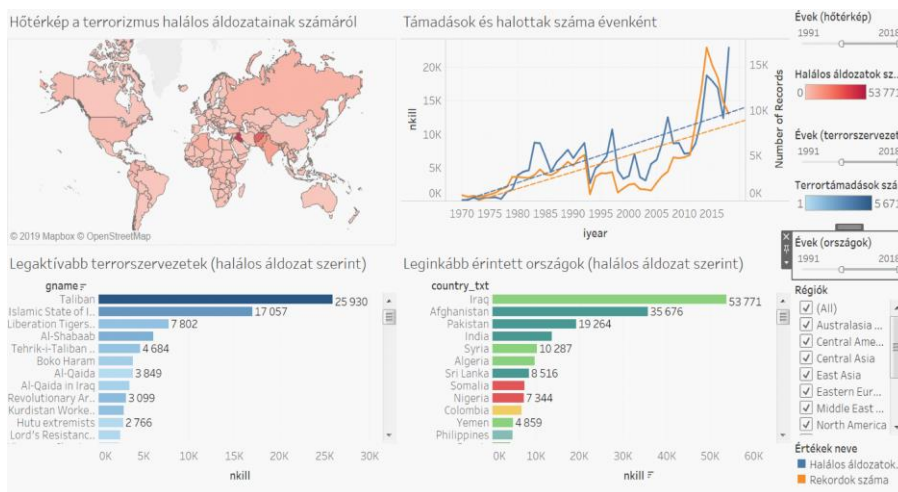 Hőtérkép a terrorizmus halálos áldozatainak számáról
© 2019 Mapbox © OpenStreetMap
Támadások és halottak száma évenként
nkill
20K
15K
10K
5K
0K
15K
10K
5K
0K
Number of Records
1970 1975 1980 1985 1990 1995 2000 2005 2010 2015
iyear
Évek (hőtérkép)
1991 2018
Halálos áldozatok sz..
0 53 771
Évek (terrorszervezet
1991 2018
Terrortámadások szá
1 5 671
Évek (országok)
1991 2018
Régiók
(All)
Australasia ...
Central Ame...
Central Asia
East Asia
Eastern Eur...
Middle East ...
North America
Értékek neve
Halálos áldozatok.
Rekordok száma
Legaktívabb terrorszervezetek (halálos áldozat szerint)
gname
Taliban 25 930
Islamic State of I.. 17 057
Liberation Tigers.. 7 802
Al-Shabaab
Tehrik-i-Taliban .. 4 684
Boko Haram
Al-Qaida 3 849
Al-Qaida in Iraq
Revolutionary Ar.. 3 099
Kurdistan Worke..
Hutu extremists 2 766
Lord's Resistanc..
0K 5K 10K 15K 20K 25K 30K
nkill
Leginkább érintett országok (halálos áldozat szerint)
country_txt
Iraq 53 771
Afghanistan 35 676
Pakistan 19 264
India
Syria 10 287
Algeria
Sri Lanka 8 516
Somalia
Nigeria 7 344
Colombia
Yemen 4 859
Philippines
0K 10K 20K 30K 40K 50K 60K
nkill